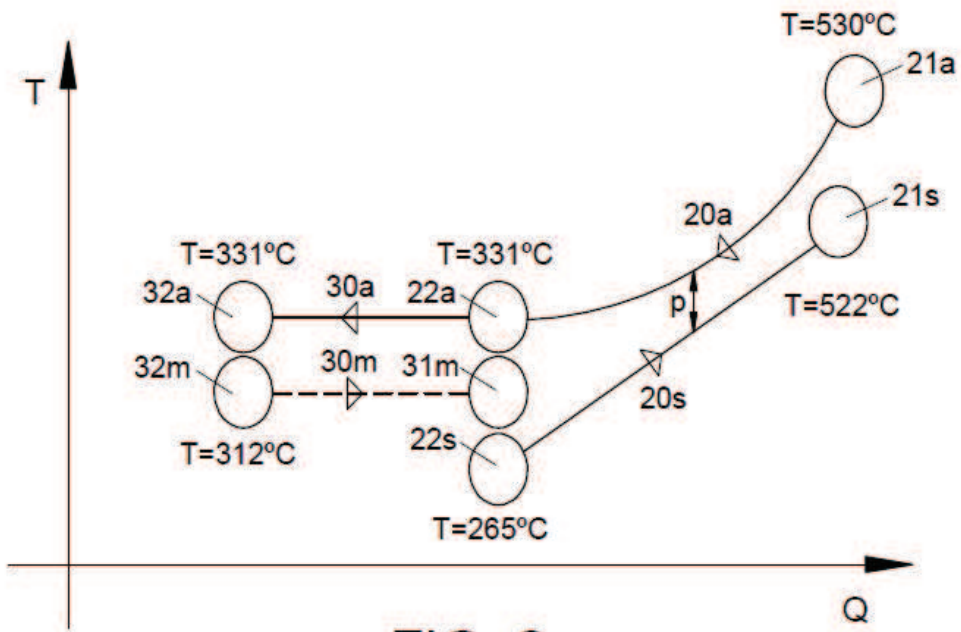 T=530ºC
21a
T
21s
20a
T=331ºC
T=331ºC
32a
30a
22a
p
T=522ºC
32m
30m
31m
20s
22s
T=312ºC
T=265ºC
Q